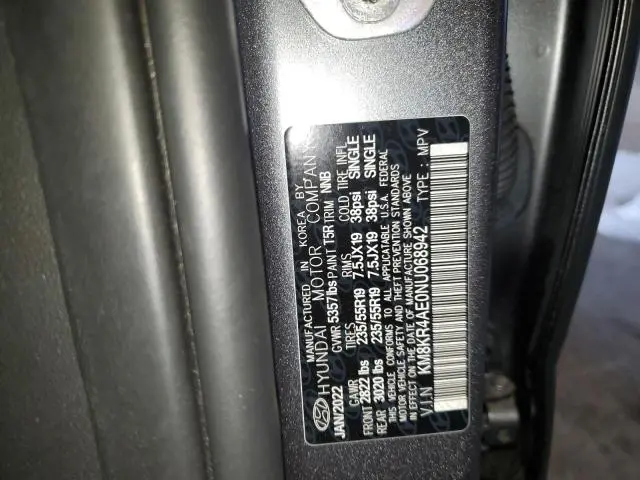 MANUFACTURED IN KOREA BY
HYUNDAI MOTOR COMPANY
JAN/2022 GVWR 5357lbs PAINT T5R TRIM NNB
GAWR TIRES RIMS COLD TIRE INFL
FRONT 2822 lbs 235/55R19 7.5JX19 38psi SINGLE
REAR 3020 lbs 235/55R19 7.5JX19 38psi SINGLE
THIS VEHICLE CONFORMS TO ALL APPLICABLE U.S.A. FEDERAL
MOTOR VEHICLE SAFETY AND THEFT PREVENTION STANDARDS
IN EFFECT ON THE DATE OF MANUFACTURE SHOWN ABOVE
V.I.N KM8KR4AE0NU068942 TYPE : MPV